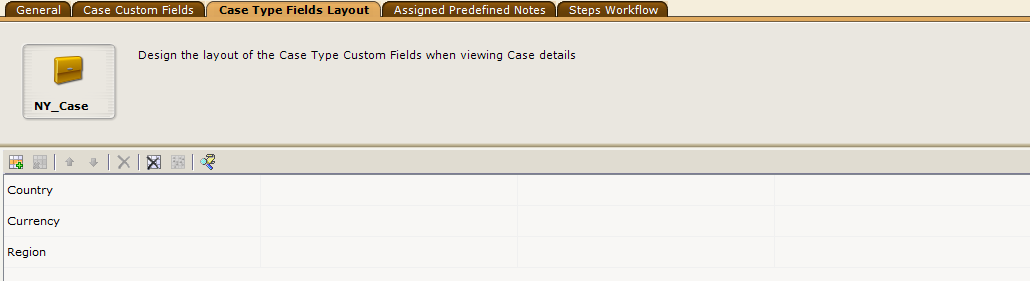 General Case Custom Fields Case Type Fields Layout Assigned Predefined Notes Steps Workflow
Design the layout of the Case Type Custom Fields when viewing Case details
NY_Case
Country
Currency
Region